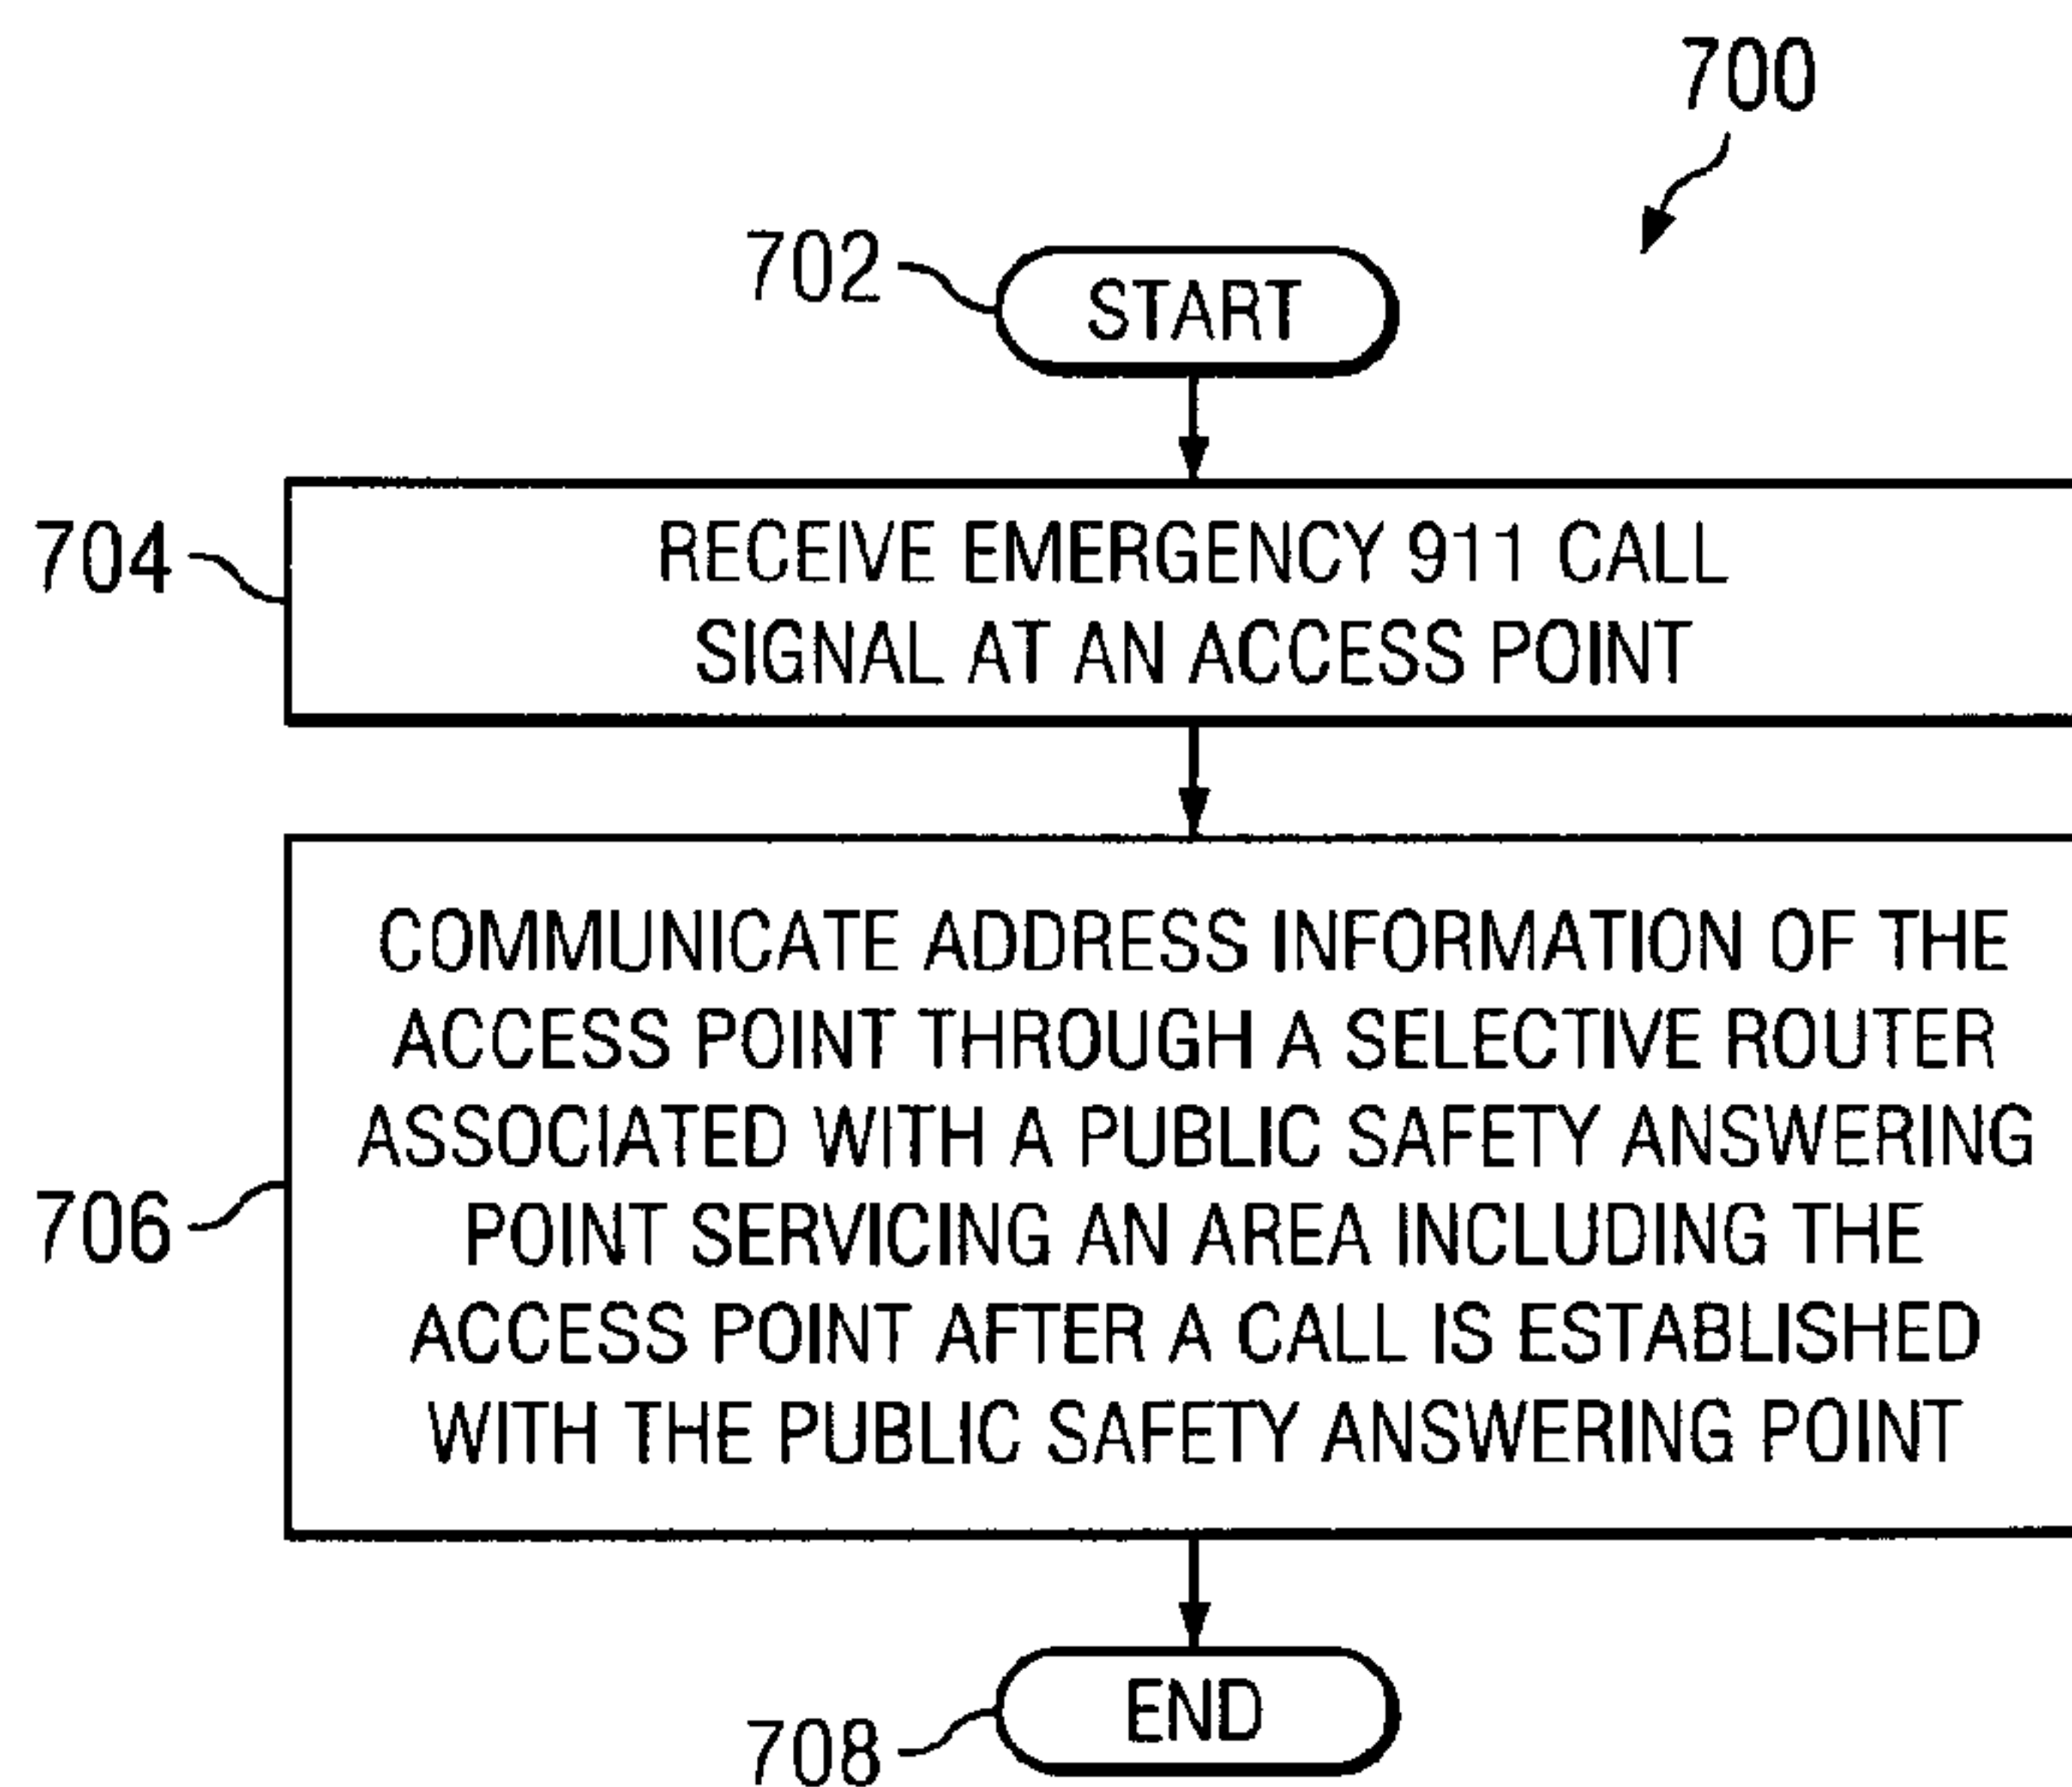 700
702
START
704
RECEIVE EMERGENCY 911 CALL
SIGNAL AT AN ACCESS POINT
706
COMMUNICATE ADDRESS INFORMATION OF THE
ACCESS POINT THROUGH A SELECTIVE ROUTER
ASSOCIATED WITH A PUBLIC SAFETY ANSWERING
POINT SERVICING AN AREA INCLUDING THE
ACCESS POINT AFTER A CALL IS ESTABLISHED
WITH THE PUBLIC SAFETY ANSWERING POINT
END
708